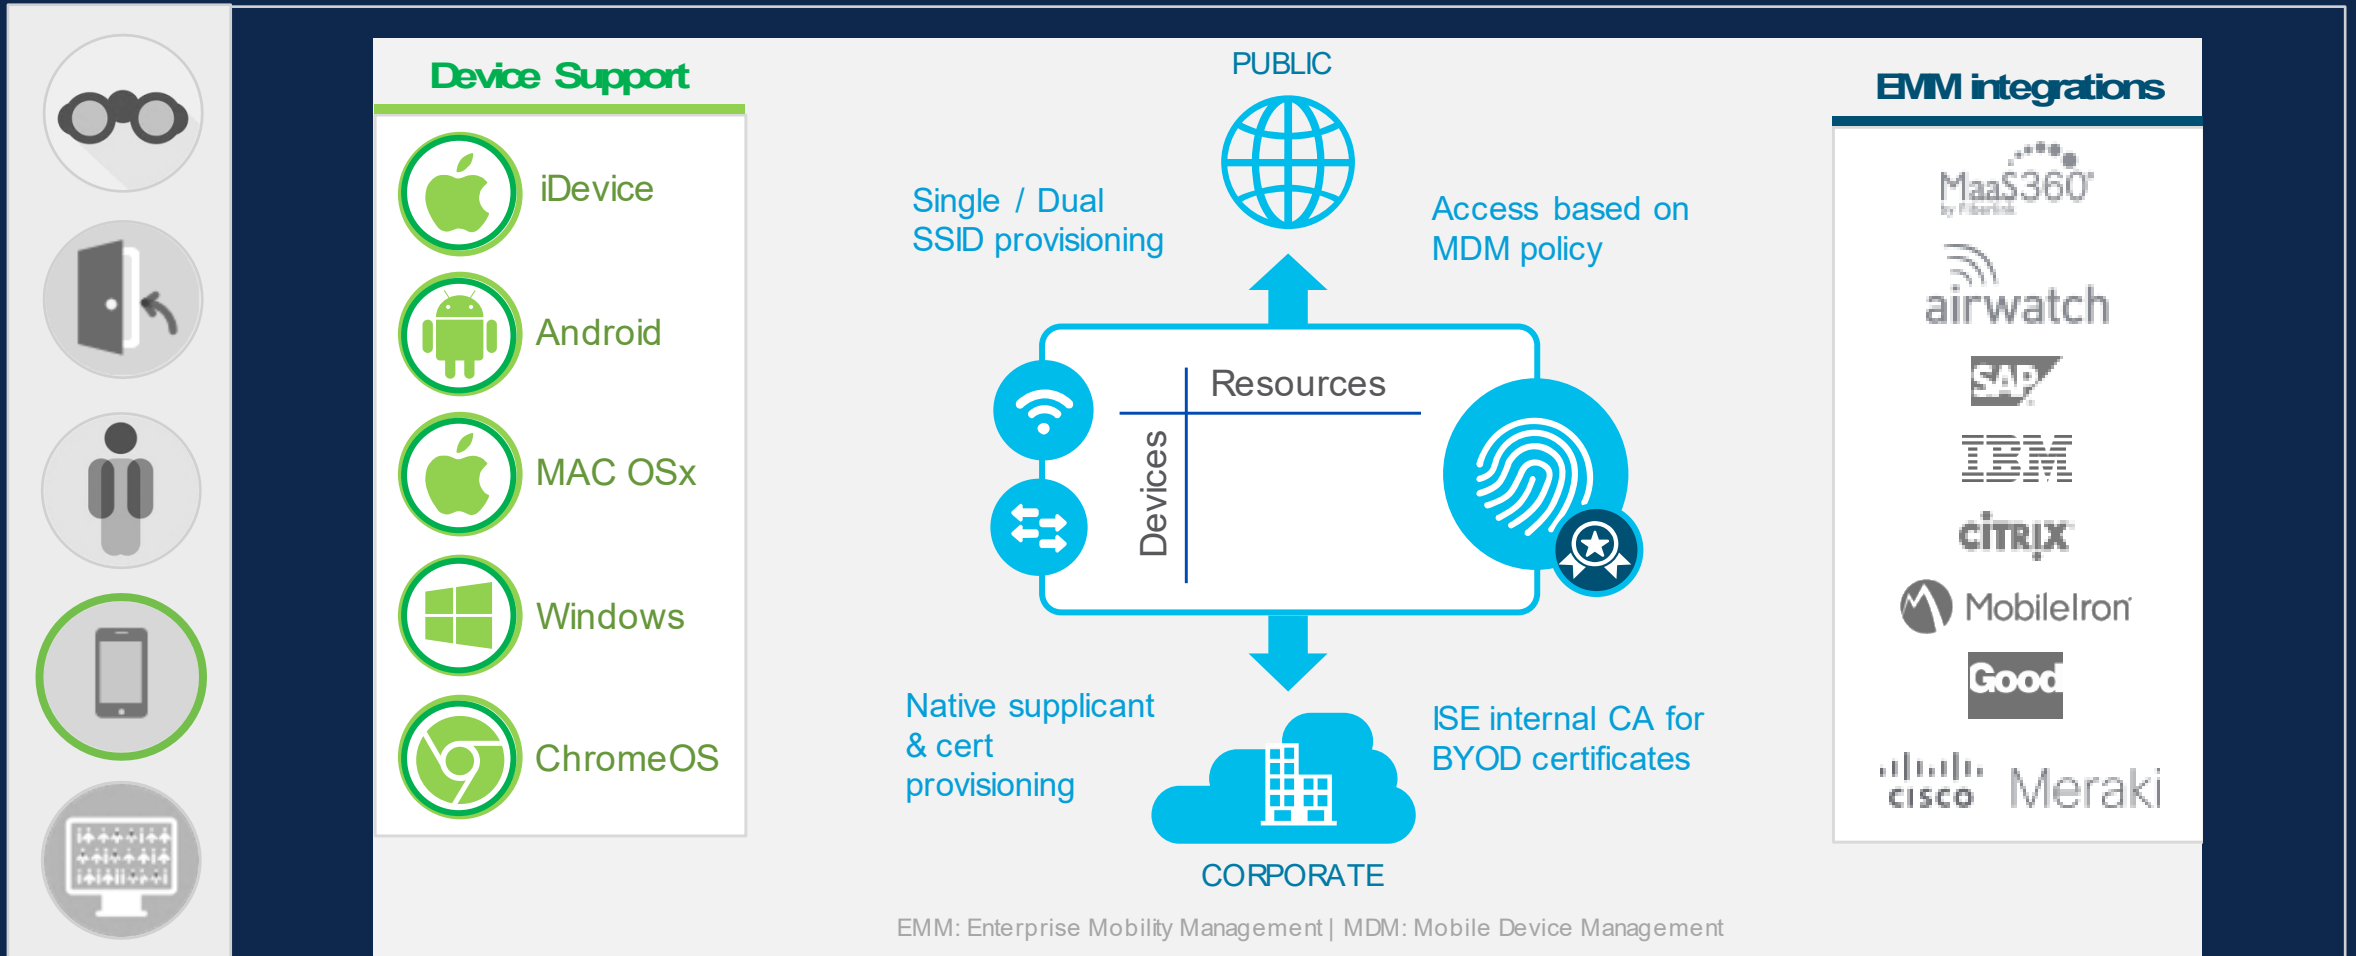 Device Support
iDevice
Android
MAC OSx
Windows
ChromeOS
PUBLIC
Single / Dual
SSID provisioning
Access based on
MDM policy
Resources
Devices
Native supplicant
& cert
provisioning
ISE internal CA for
BYOD certificates
CORPORATE
EMM: Enterprise Mobility Management | MDM: Mobile Device Management
EMM integrations
MaaS360
by Fiberlink
airwatch
SAP
IBM
CITRIX
MobileIron
Good
CISCO Meraki